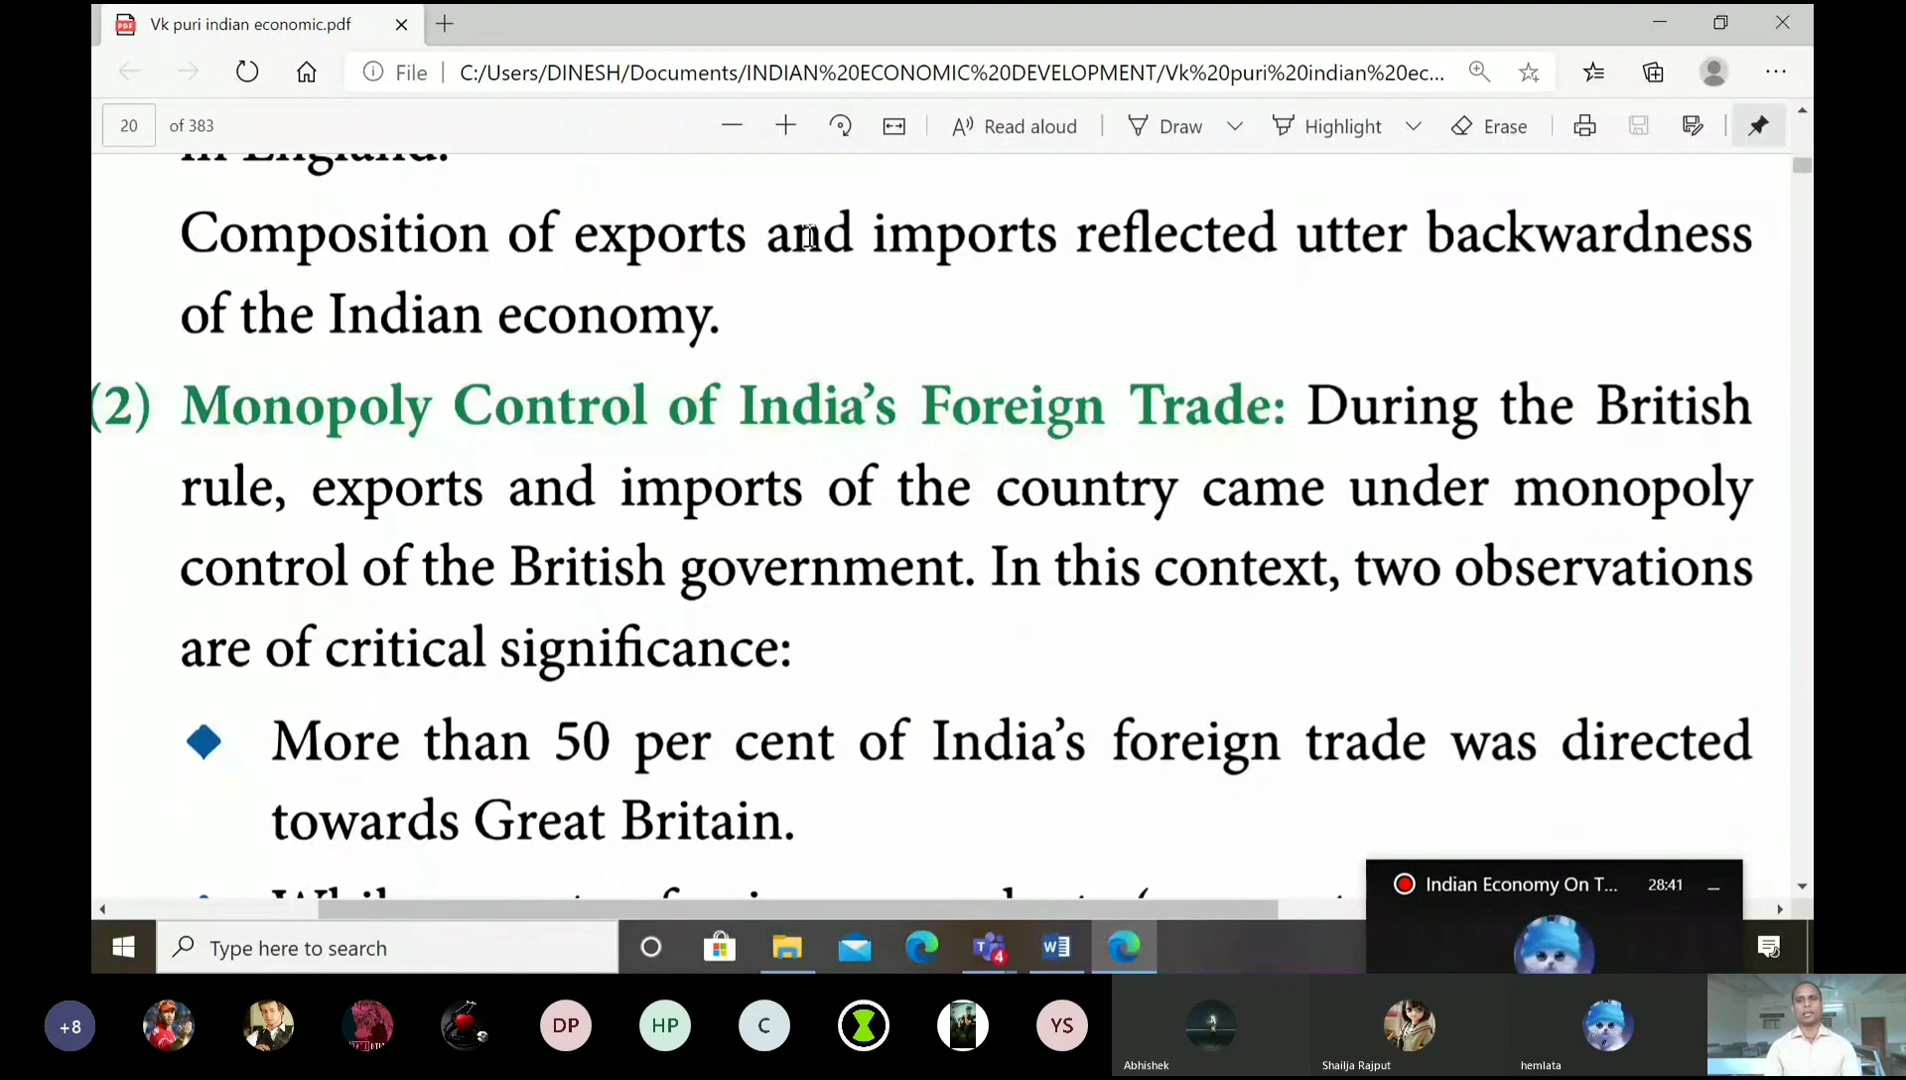 Vk puri indian economic.pdf
File
C:/Users/DINESH/Documents/INDIAN%20ECONOMIC%20DEVELOPMENT/Vk%20puri%20indian%20ec...
20 of 383
Read aloud
Draw
Highlight
Erase
in England.
Composition of exports and imports reflected utter backwardness
of the Indian economy.
(2) Monopoly Control of India’s Foreign Trade: During the British
rule, exports and imports of the country came under monopoly
control of the British government. In this context, two observations
are of critical significance:
More than 50 per cent of India’s foreign trade was directed
towards Great Britain.
Indian Economy On T... 28:41
Type here to search
4
+8
DP
HP
C
YS
Abhishek
Shailja Rajput
hemlata